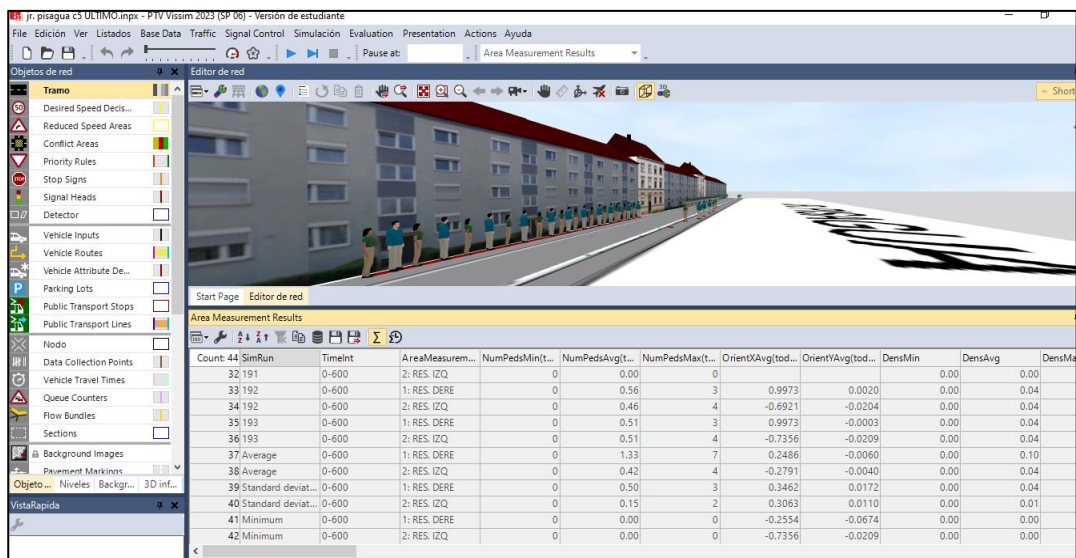 jr. pisagua c5 ULTIMO.inpx - PTV Vissim 2023 (SP 06) - Versión de estudiante
File Edición Ver Listados Base Data Traffic Signal Control Simulación Evaluation Presentation Actions Ayuda
Pause at: Area Measurement Results
Objetos de red
Tramo
Desired Speed Decis...
Reduced Speed Areas
Conflict Areas
Priority Rules
Stop Signs
Signal Heads
Detector
Vehicle Inputs
Vehicle Routes
Vehicle Attribute De...
Parking Lots
Public Transport Stops
Public Transport Lines
Nodo
Data Collection Points
Vehicle Travel Times
Queue Counters
Flow Bundles
Sections
Background Images
Pavement Markings
Objeto... Niveles Backgr... 3D inf...
VistaRapida
Editor de red
Short
Start Page Editor de red
Area Measurement Results
Count: 44 SimRun TimeInt AreaMeasurem... NumPedsMin(t... NumPedsAvg(t... NumPedsMax(t... OrientXAvg(tod... OrientYAvg(tod... DensMin DensAvg DensMa
32 191 0-600 2: RES. IZQ 0 0.00 0 0.00 0.00
33 192 0-600 1: RES. DERE 0 0.56 3 0.9973 0.0020 0.00 0.04
34 192 0-600 2: RES. IZQ 0 0.46 4 -0.6921 -0.0204 0.00 0.04
35 193 0-600 1: RES. DERE 0 0.51 3 0.9973 -0.0003 0.00 0.04
36 193 0-600 2: RES. IZQ 0 0.51 4 -0.7356 -0.0209 0.00 0.04
37 Average 0-600 1: RES. DERE 0 1.33 7 0.2486 -0.0060 0.00 0.10
38 Average 0-600 2: RES. IZQ 0 0.42 4 -0.2791 -0.0040 0.00 0.04
39 Standard deviat... 0-600 1: RES. DERE 0 0.50 3 0.3462 0.0172 0.00 0.04
40 Standard deviat... 0-600 2: RES. IZQ 0 0.15 2 0.3063 0.0110 0.00 0.01
41 Minimum 0-600 1: RES. DERE 0 0.00 0 -0.2554 -0.0674 0.00 0.00
42 Minimum 0-600 2: RES. IZQ 0 0.00 0 -0.7356 -0.0209 0.00 0.00